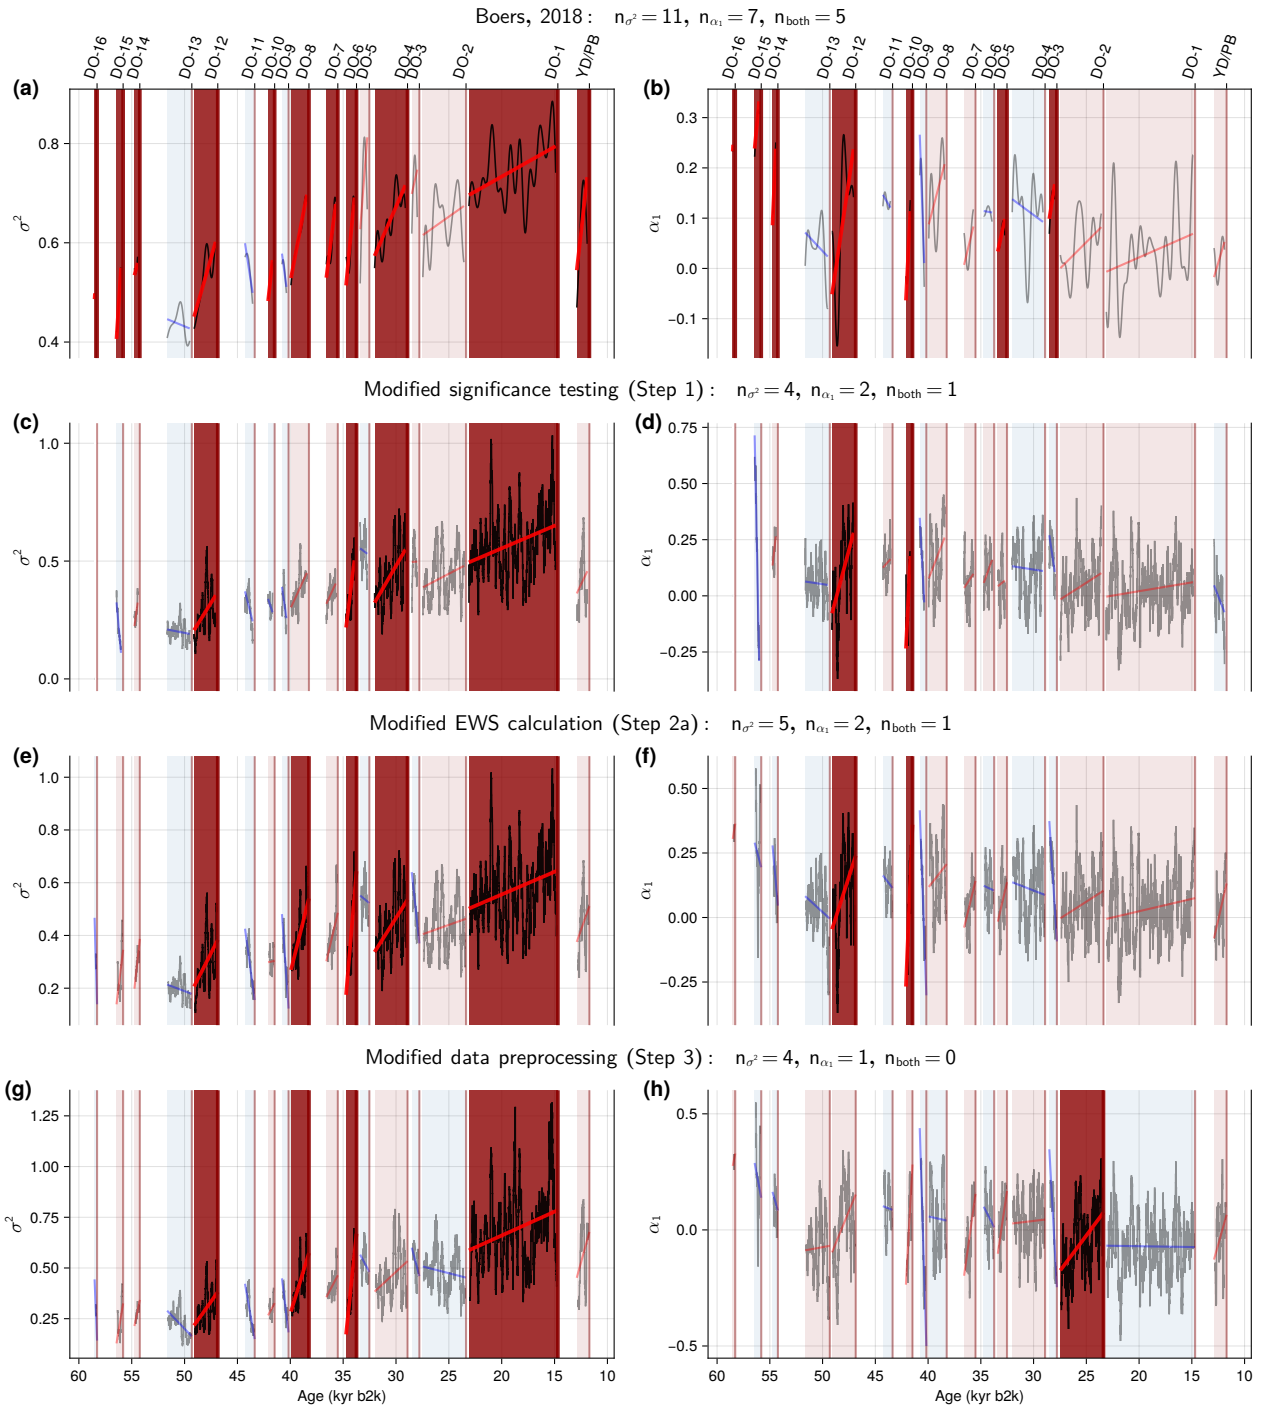 Boers, 2018 : n_σ² = 11, n_α₁ = 7, n_both = 5
DO-16 DO-15 DO-14 DO-13 DO-12 DO-11 DO-10 DO-9 DO-8 DO-7 DO-6 DO-5 DO-4 DO-3 DO-2 DO-1 YD/PB
DO-16 DO-15 DO-14 DO-13 DO-12 DO-11 DO-10 DO-9 DO-8 DO-7 DO-6 DO-5 DO-4 DO-3 DO-2 DO-1 YD/PB
(a)
0.8
0.6
0.4
σ²
(b)
0.3
0.2
0.1
0.0
−0.1
α₁
Modified significance testing (Step 1) : n_σ² = 4, n_α₁ = 2, n_both = 1
(c)
1.0
0.5
0.0
σ²
(d)
0.75
0.50
0.25
0.00
−0.25
α₁
Modified EWS calculation (Step 2a) : n_σ² = 5, n_α₁ = 2, n_both = 1
(e)
1.0
0.8
0.6
0.4
0.2
σ²
(f)
0.50
0.25
0.00
−0.25
α₁
Modified data preprocessing (Step 3) : n_σ² = 4, n_α₁ = 1, n_both = 0
(g)
1.25
1.00
0.75
0.50
0.25
σ²
60 55 50 45 40 35 30 25 20 15 10
Age (kyr b2k)
(h)
0.5
0.0
−0.5
α₁
60 55 50 45 40 35 30 25 20 15 10
Age (kyr b2k)